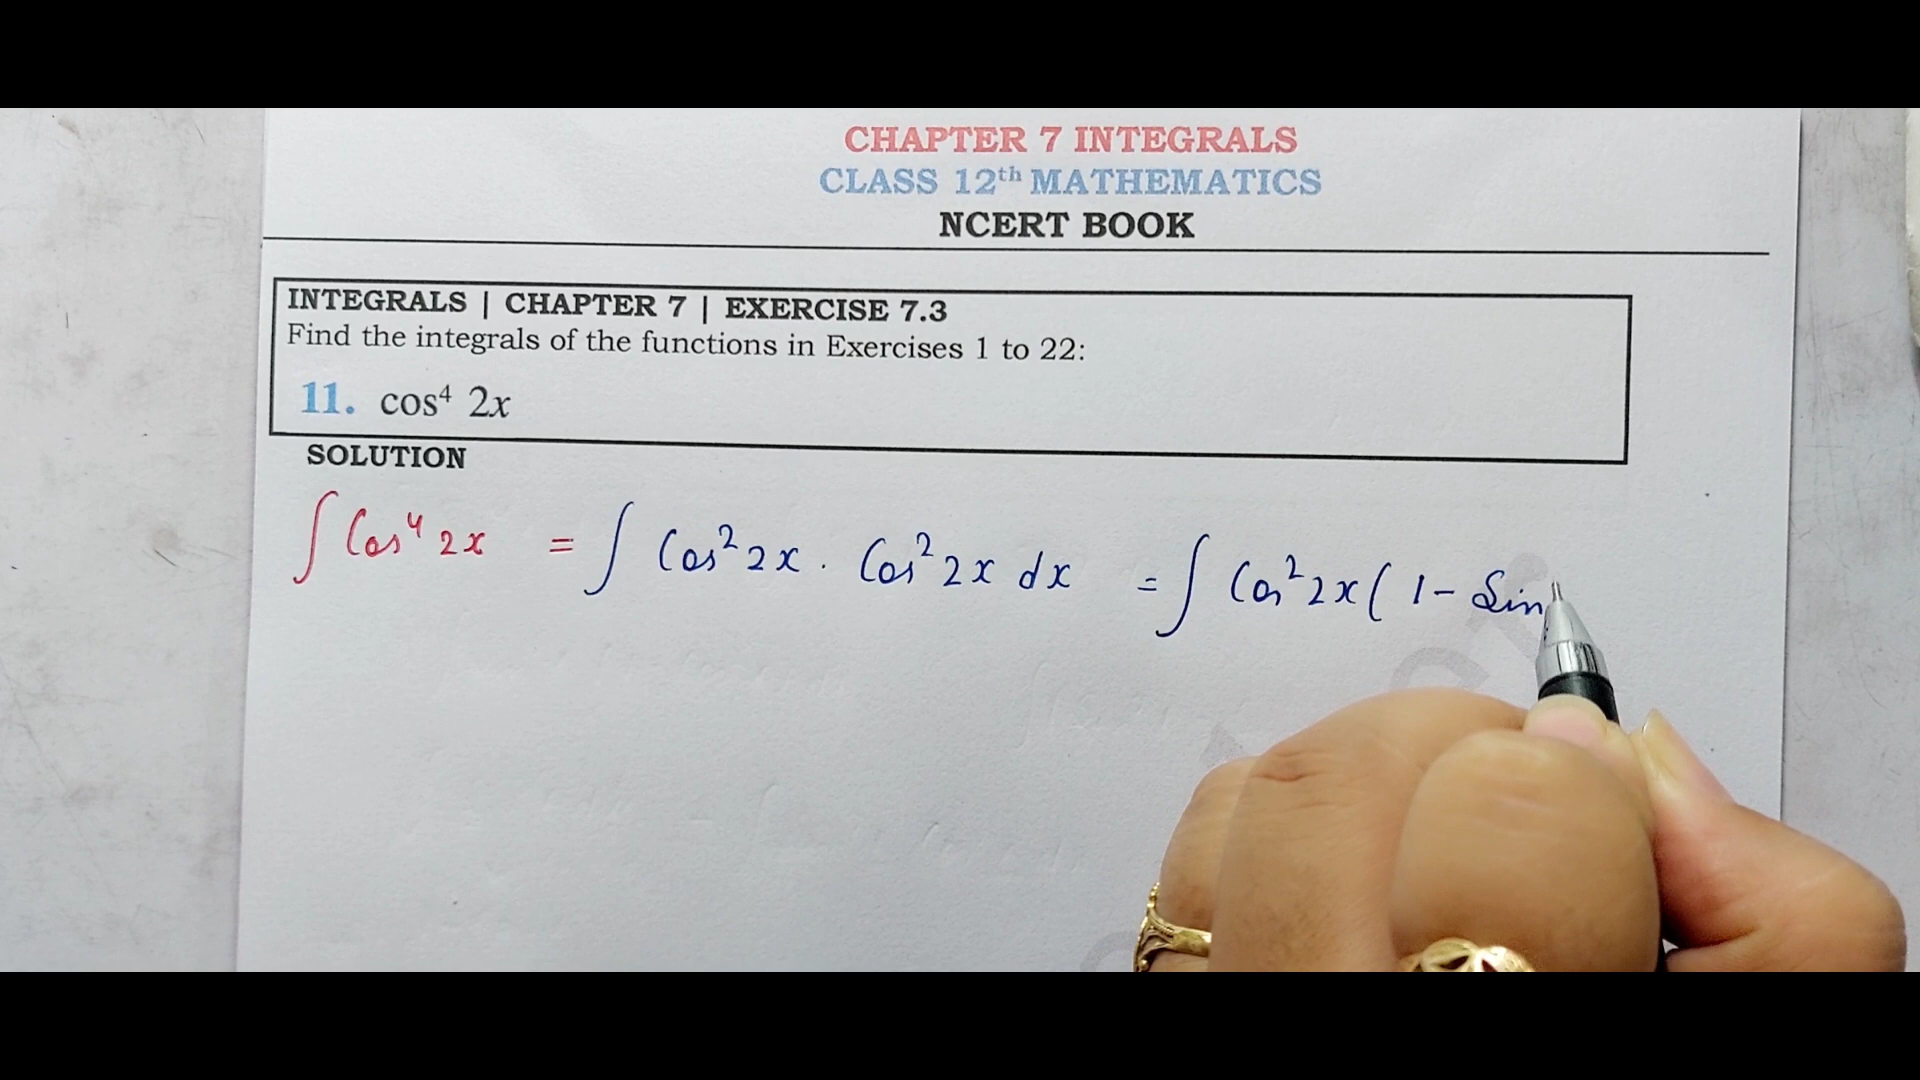 CHAPTER 7 INTEGRALS
CLASS 12th MATHEMATICS
NCERT BOOK
INTEGRALS | CHAPTER 7 | EXERCISE 7.3
Find the integrals of the functions in Exercises 1 to 22:
11. cos⁴ 2x
SOLUTION
∫ Cos⁴ 2x = ∫ Cos² 2x . Cos² 2x dx = ∫ Cos² 2x ( 1 - Sin